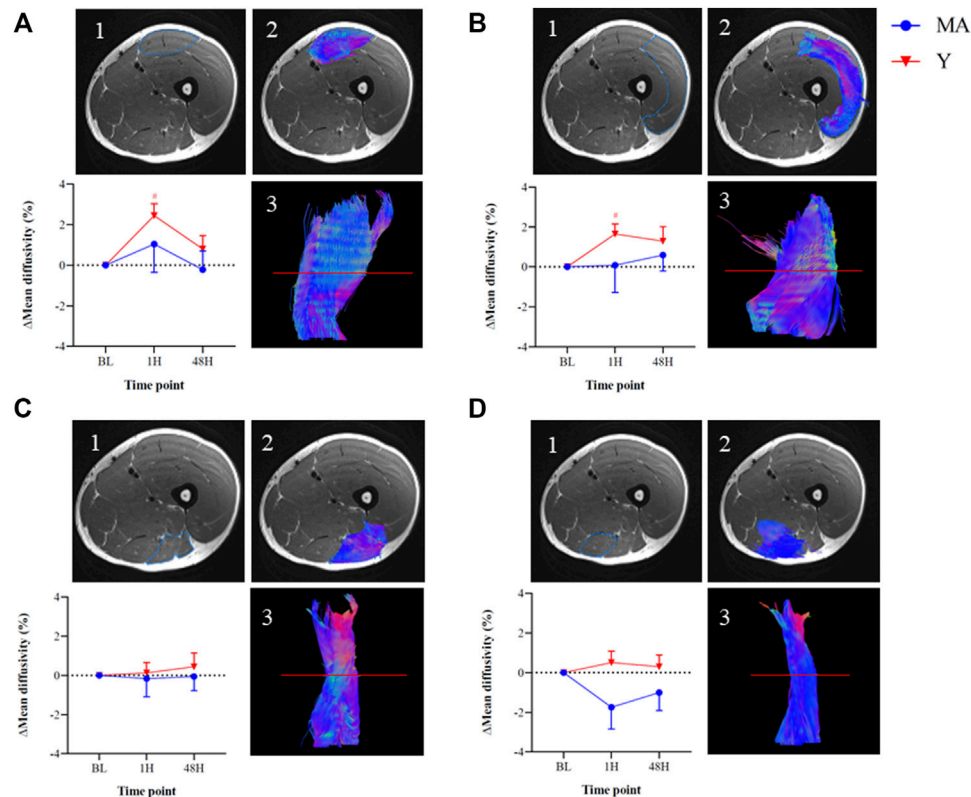 A
1
2
B
1
2
MA
Y
4
2
0
-2
-4
ΔMean diffusivity (%)
#
BL
1H
48H
Time point
3
4
2
0
-2
-4
ΔMean diffusivity (%)
#
BL
1H
48H
Time point
3
C
1
2
D
1
2
4
2
0
-2
-4
ΔMean diffusivity (%)
BL
1H
48H
Time point
3
4
2
0
-2
-4
ΔMean diffusivity (%)
BL
1H
48H
Time point
3